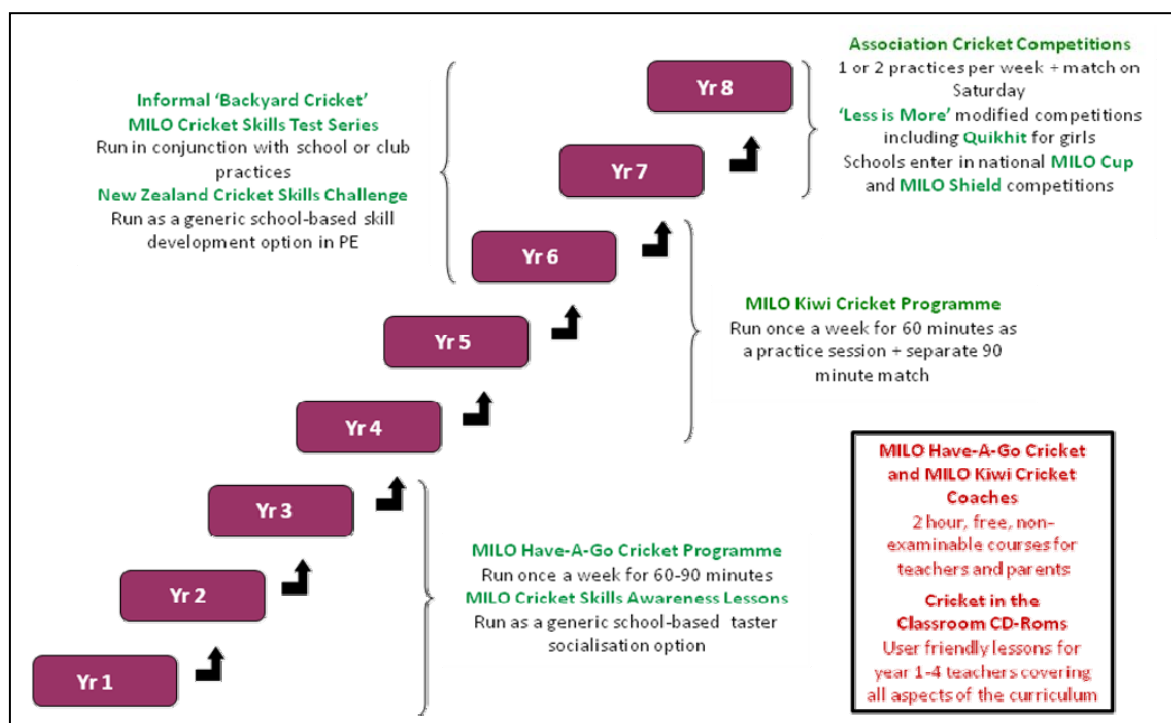 Association Cricket Competitions
1 or 2 practices per week + match on
Saturday
'Less is More' modified competitions
including Quikhit for girls
Schools enter in national MILO Cup
and MILO Shield competitions
Yr 8
Informal 'Backyard Cricket'
MILO Cricket Skills Test Series
Run in conjunction with school or club
practices
New Zealand Cricket Skills Challenge
Run as a generic school-based skill
development option in PE
Yr 7
Yr 6
MILO Kiwi Cricket Programme
Run once a week for 60 minutes as
a practice session + separate 90
minute match
Yr 5
Yr 4
Yr 3
MILO Have-A-Go Cricket Programme
Run once a week for 60-90 minutes
MILO Cricket Skills Awareness Lessons
Run as a generic school-based taster
socialisation option
Yr 2
Yr 1
MILO Have-A-Go Cricket
and MILO Kiwi Cricket
Coaches
2 hour, free, non-
examinable courses for
teachers and parents
Cricket in the
Classroom CD-Roms
User friendly lessons for
year 1-4 teachers covering
all aspects of the curriculum